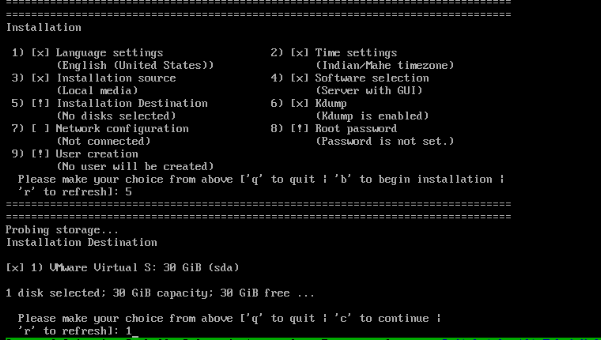 ================================================================================
================================================================================
Installation

 1) [x] Language settings                 2) [x] Time settings
        (English (United States))                (Indian/Mahe timezone)
 3) [x] Installation source               4) [x] Software selection
        (Local media)                            (Server with GUI)
 5) [!] Installation Destination          6) [x] Kdump
        (No disks selected)                      (Kdump is enabled)
 7) [ ] Network configuration             8) [!] Root password
        (Not connected)                          (Password is not set.)
 9) [!] User creation
        (No user will be created)
  Please make your choice from above ['q' to quit | 'b' to begin installation |
  'r' to refresh]: 5
================================================================================
================================================================================
Probing storage...
Installation Destination

[x] 1) VMware Virtual S: 30 GiB (sda)

1 disk selected; 30 GiB capacity; 30 GiB free ...

  Please make your choice from above ['q' to quit | 'c' to continue |
  'r' to refresh]: 1_